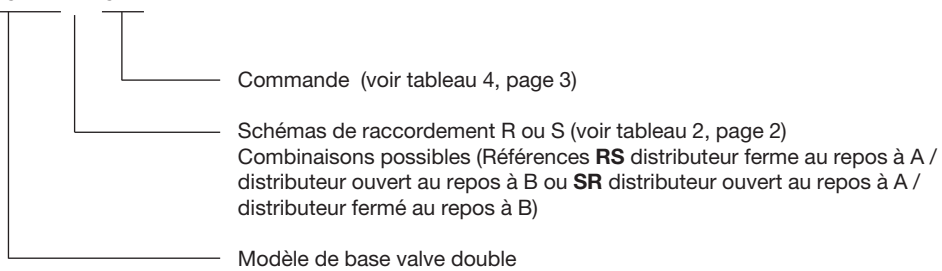 Commande (voir tableau 4, page 3)
Schémas de raccordement R ou S (voir tableau 2, page 2)
Combinaisons possibles (Références RS distributeur ferme au repos à A /
distributeur ouvert au repos à B ou SR distributeur ouvert au repos à A /
distributeur fermé au repos à B)
Modèle de base valve double